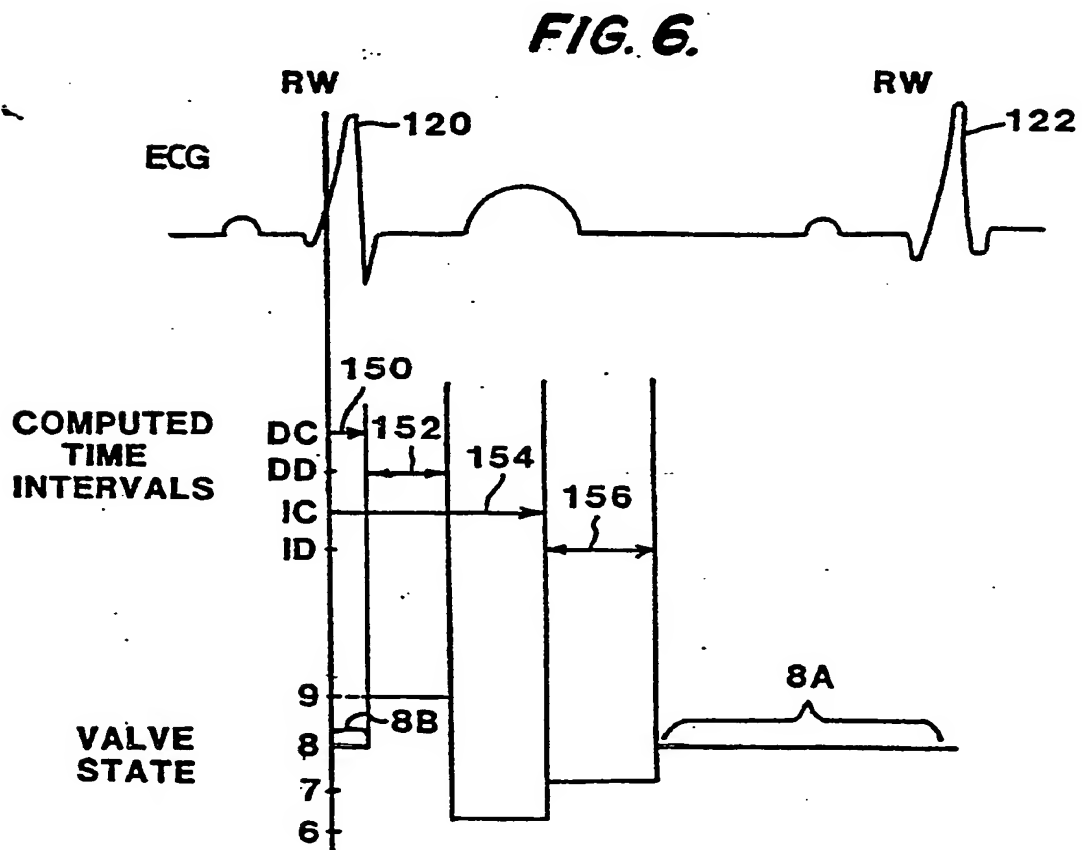 FIG. 6.
RW
RW
120
122
ECG
150
COMPUTED
TIME
INTERVALS
DC
152
DD
154
IC
156
ID
8A
9
8B
VALVE
STATE
8
7
6